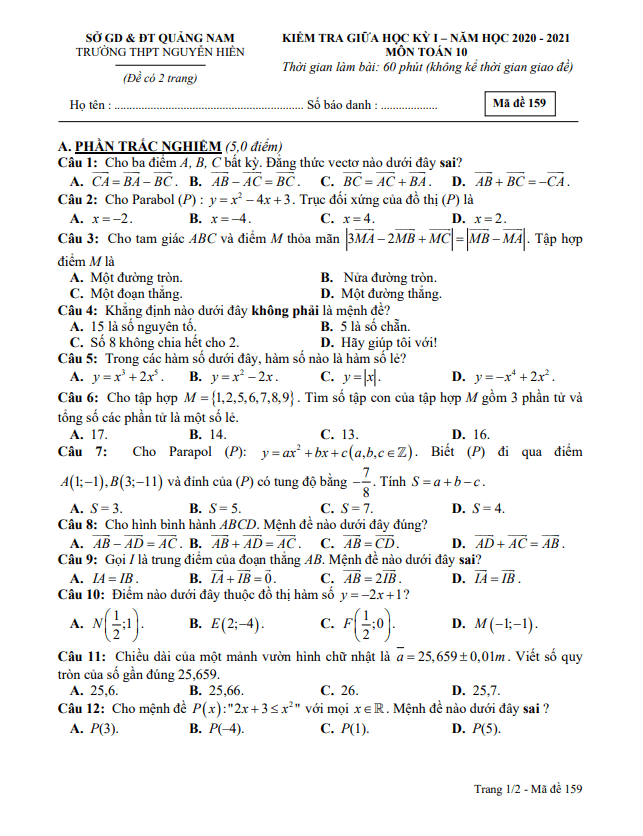 SỞ GD & ĐT QUẢNG NAM
TRƯỜNG THPT NGUYỄN HIỀN
(Đề có 2 trang)
KIỂM TRA GIỮA HỌC KỲ I – NĂM HỌC 2020 - 2021
MÔN TOÁN 10
Thời gian làm bài: 60 phút (không kể thời gian giao đề)
Họ tên : ............................................................... Số báo danh : ...................
Mã đề 159
A. PHẦN TRẮC NGHIỆM (5,0 điểm)
Câu 1: Cho ba điểm A, B, C bất kỳ. Đẳng thức vectơ nào dưới đây sai?
A. $\overrightarrow{CA} = \overrightarrow{BA} - \overrightarrow{BC}$. B. $\overrightarrow{AB} - \overrightarrow{AC} = \overrightarrow{BC}$. C. $\overrightarrow{BC} = \overrightarrow{AC} + \overrightarrow{BA}$. D. $\overrightarrow{AB} + \overrightarrow{BC} = -\overrightarrow{CA}$.
Câu 2: Cho Parabol (P) : $y = x^2 - 4x + 3$. Trục đối xứng của đồ thị (P) là
A. x = −2. B. x = −4. C. x = 4. D. x = 2.
Câu 3: Cho tam giác ABC và điểm M thỏa mãn $|3\overrightarrow{MA} - 2\overrightarrow{MB} + \overrightarrow{MC}| = |\overrightarrow{MB} - \overrightarrow{MA}|$. Tập hợp
điểm M là
A. Một đường tròn. B. Nửa đường tròn.
C. Một đoạn thẳng. D. Một đường thẳng.
Câu 4: Khẳng định nào dưới đây không phải là mệnh đề?
A. 15 là số nguyên tố. B. 5 là số chẵn.
C. Số 8 không chia hết cho 2. D. Hãy giúp tôi với!
Câu 5: Trong các hàm số dưới đây, hàm số nào là hàm số lẻ?
A. $y = x^3 + 2x^5$. B. $y = x^2 - 2x$. C. $y = |x|$. D. $y = -x^4 + 2x^2$.
Câu 6: Cho tập hợp M = {1,2,5,6,7,8,9}. Tìm số tập con của tập hợp M gồm 3 phần tử và
tổng số các phần tử là một số lẻ.
A. 17. B. 14. C. 13. D. 16.
Câu 7: Cho Parapol (P): $y = ax^2 + bx + c (a,b,c \in \mathbb{Z})$. Biết (P) đi qua điểm
A(1;−1), B(3;−11) và đỉnh của (P) có tung độ bằng $-\frac{7}{8}$. Tính S = a + b − c.
A. S = 3. B. S = 5. C. S = 7. D. S = 4.
Câu 8: Cho hình bình hành ABCD. Mệnh đề nào dưới đây đúng?
A. $\overrightarrow{AB} - \overrightarrow{AD} = \overrightarrow{AC}$. B. $\overrightarrow{AB} + \overrightarrow{AD} = \overrightarrow{AC}$. C. $\overrightarrow{AB} = \overrightarrow{CD}$. D. $\overrightarrow{AD} + \overrightarrow{AC} = \overrightarrow{AB}$.
Câu 9: Gọi I là trung điểm của đoạn thẳng AB. Mệnh đề nào dưới đây sai?
A. IA = IB. B. $\overrightarrow{IA} + \overrightarrow{IB} = \vec{0}$. C. $\overrightarrow{AB} = 2\overrightarrow{IB}$. D. $\overrightarrow{IA} = \overrightarrow{IB}$.
Câu 10: Điểm nào dưới đây thuộc đồ thị hàm số y = −2x + 1?
A. $N\left(\frac{1}{2};1\right)$. B. E(2;−4). C. $F\left(\frac{1}{2};0\right)$. D. M(−1;−1).
Câu 11: Chiều dài của một mảnh vườn hình chữ nhật là $\overline{a}$ = 25,659 ± 0,01m. Viết số quy
tròn của số gần đúng 25,659.
A. 25,6. B. 25,66. C. 26. D. 25,7.
Câu 12: Cho mệnh đề $P(x): "2x + 3 \le x^2"$ với mọi $x \in \mathbb{R}$. Mệnh đề nào dưới đây sai ?
A. P(3). B. P(−4). C. P(1). D. P(5).
Trang 1/2 - Mã đề 159